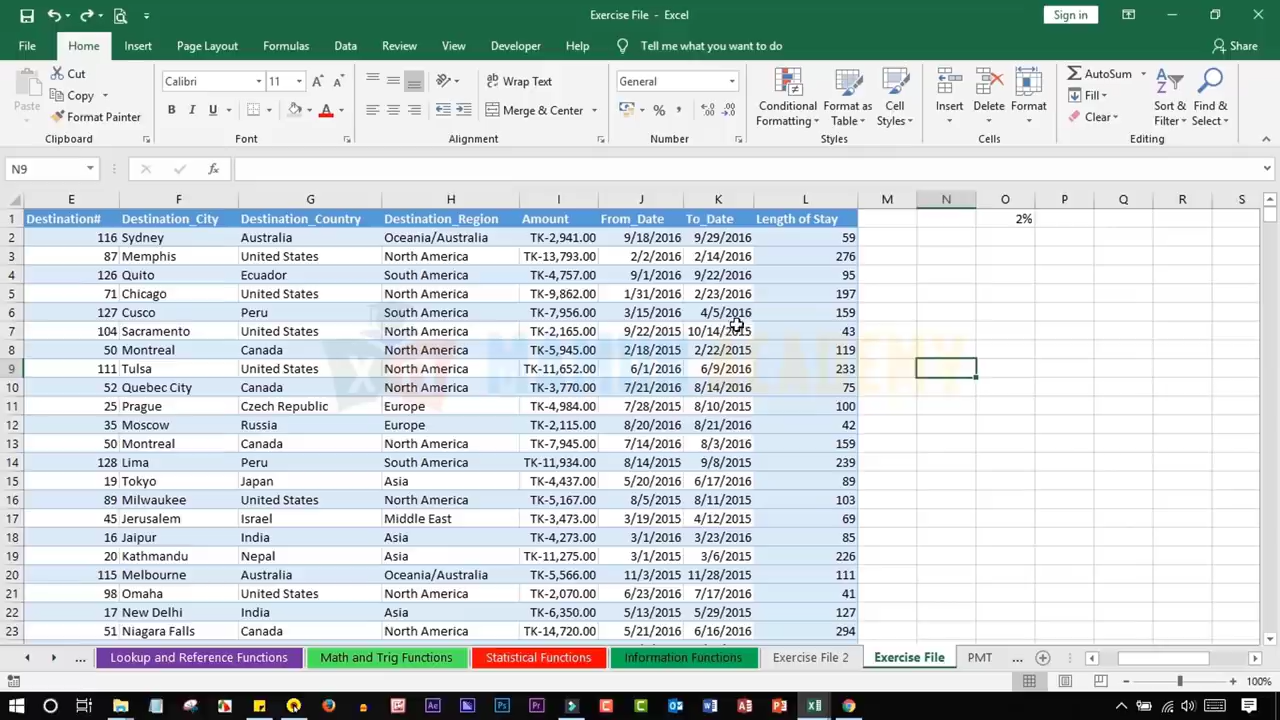 Exercise File - Excel
Sign in
File Home Insert Page Layout Formulas Data Review View Developer Help Tell me what you want to do Share
Cut Calibri 11 Wrap Text General AutoSum
Paste Copy Merge & Center Conditional Formatting Format as Table Cell Styles Insert Delete Format Fill Sort & Filter Find & Select
Format Painter Clear
Clipboard Font Alignment Number Styles Cells Editing
N9
E F G H I J K L M N O P Q R S
1 Destination# Destination_City Destination_Country Destination_Region Amount From_Date To_Date Length of Stay 2%
2 116 Sydney Australia Oceania/Australia TK-2,941.00 9/18/2016 9/29/2016 59
3 87 Memphis United States North America TK-13,793.00 2/2/2016 2/14/2016 276
4 126 Quito Ecuador South America TK-4,757.00 9/1/2016 9/22/2016 95
5 71 Chicago United States North America TK-9,862.00 1/31/2016 2/23/2016 197
6 127 Cusco Peru South America TK-7,956.00 3/15/2016 4/5/2016 159
7 104 Sacramento United States North America TK-2,165.00 9/22/2015 10/14/2015 43
8 50 Montreal Canada North America TK-5,945.00 2/18/2015 2/22/2015 119
9 111 Tulsa United States North America TK-11,652.00 6/1/2016 6/9/2016 233
10 52 Quebec City Canada North America TK-3,770.00 7/21/2016 8/14/2016 75
11 25 Prague Czech Republic Europe TK-4,984.00 7/28/2015 8/10/2015 100
12 35 Moscow Russia Europe TK-2,115.00 8/20/2016 8/21/2016 42
13 50 Montreal Canada North America TK-7,945.00 7/14/2016 8/3/2016 159
14 128 Lima Peru South America TK-11,934.00 8/14/2015 9/8/2015 239
15 19 Tokyo Japan Asia TK-4,437.00 5/20/2016 6/17/2016 89
16 89 Milwaukee United States North America TK-5,167.00 8/5/2015 8/11/2015 103
17 45 Jerusalem Israel Middle East TK-3,473.00 3/19/2015 4/12/2015 69
18 16 Jaipur India Asia TK-4,273.00 3/1/2016 3/23/2016 85
19 20 Kathmandu Nepal Asia TK-11,275.00 3/1/2015 3/6/2015 226
20 115 Melbourne Australia Oceania/Australia TK-5,566.00 11/3/2015 11/28/2015 111
21 98 Omaha United States North America TK-2,070.00 6/23/2016 7/17/2016 41
22 17 New Delhi India Asia TK-6,350.00 5/13/2015 5/29/2015 127
23 51 Niagara Falls Canada North America TK-14,720.00 5/21/2016 6/16/2016 294
... Lookup and Reference Functions Math and Trig Functions Statistical Functions Information Functions Exercise File 2 Exercise File PMT ...
100%